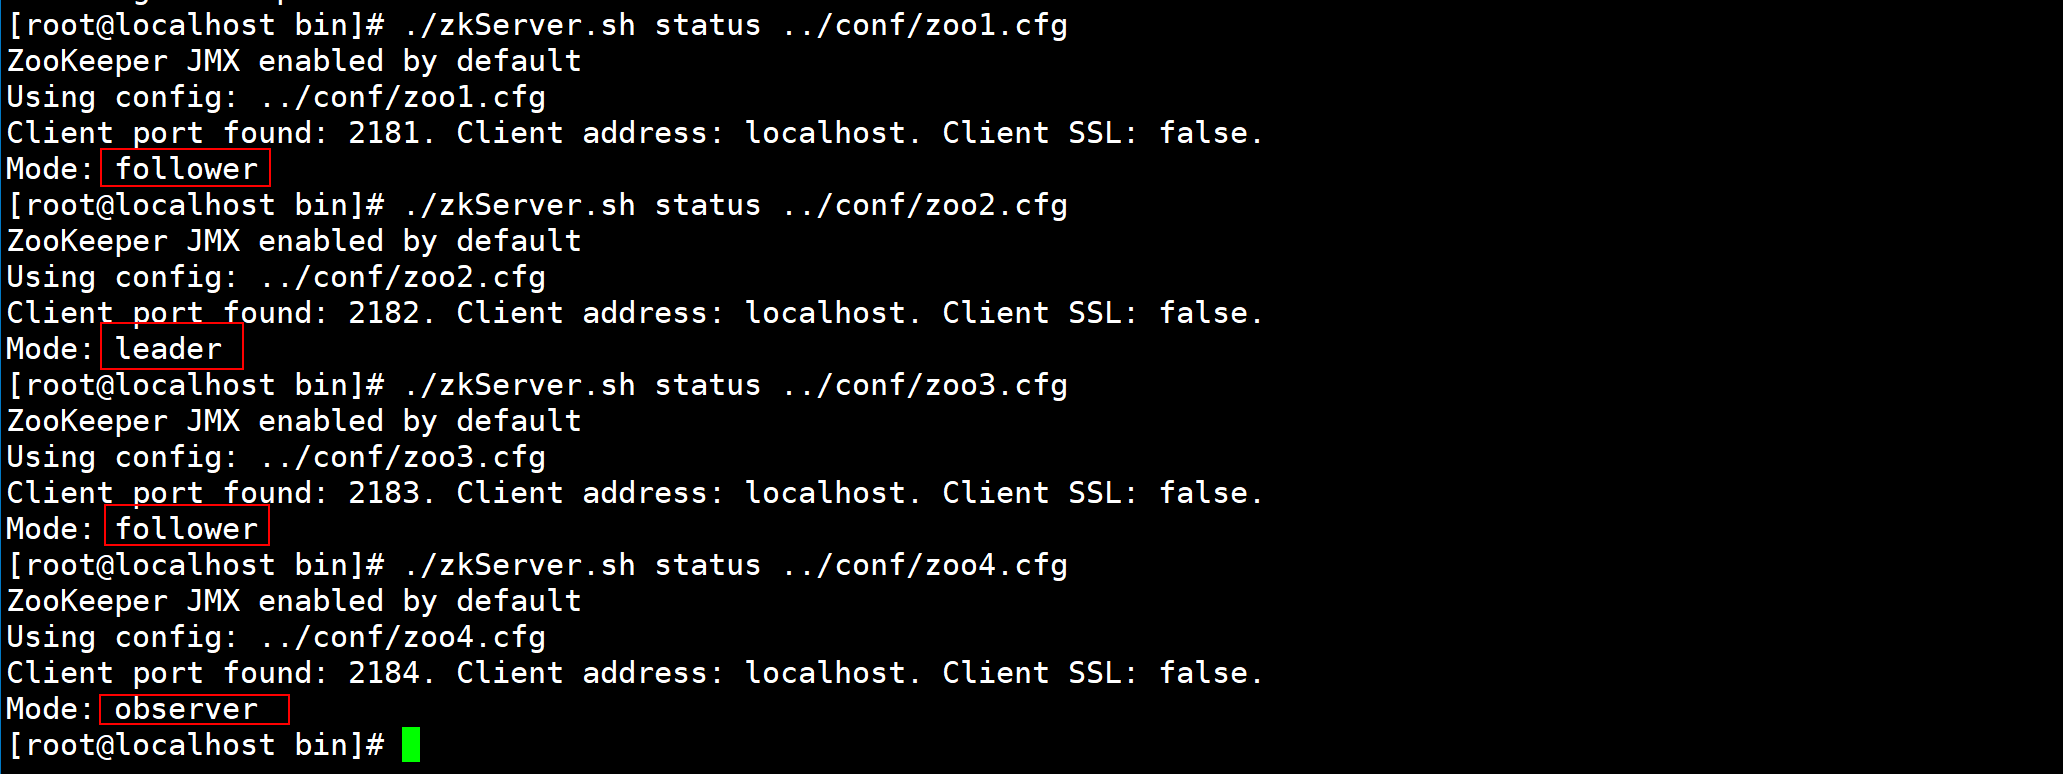 [root@localhost bin]# ./zkServer.sh status ../conf/zoo1.cfg
ZooKeeper JMX enabled by default
Using config: ../conf/zoo1.cfg
Client port found: 2181. Client address: localhost. Client SSL: false.
Mode: follower
[root@localhost bin]# ./zkServer.sh status ../conf/zoo2.cfg
ZooKeeper JMX enabled by default
Using config: ../conf/zoo2.cfg
Client port found: 2182. Client address: localhost. Client SSL: false.
Mode: leader
[root@localhost bin]# ./zkServer.sh status ../conf/zoo3.cfg
ZooKeeper JMX enabled by default
Using config: ../conf/zoo3.cfg
Client port found: 2183. Client address: localhost. Client SSL: false.
Mode: follower
[root@localhost bin]# ./zkServer.sh status ../conf/zoo4.cfg
ZooKeeper JMX enabled by default
Using config: ../conf/zoo4.cfg
Client port found: 2184. Client address: localhost. Client SSL: false.
Mode: observer
[root@localhost bin]#